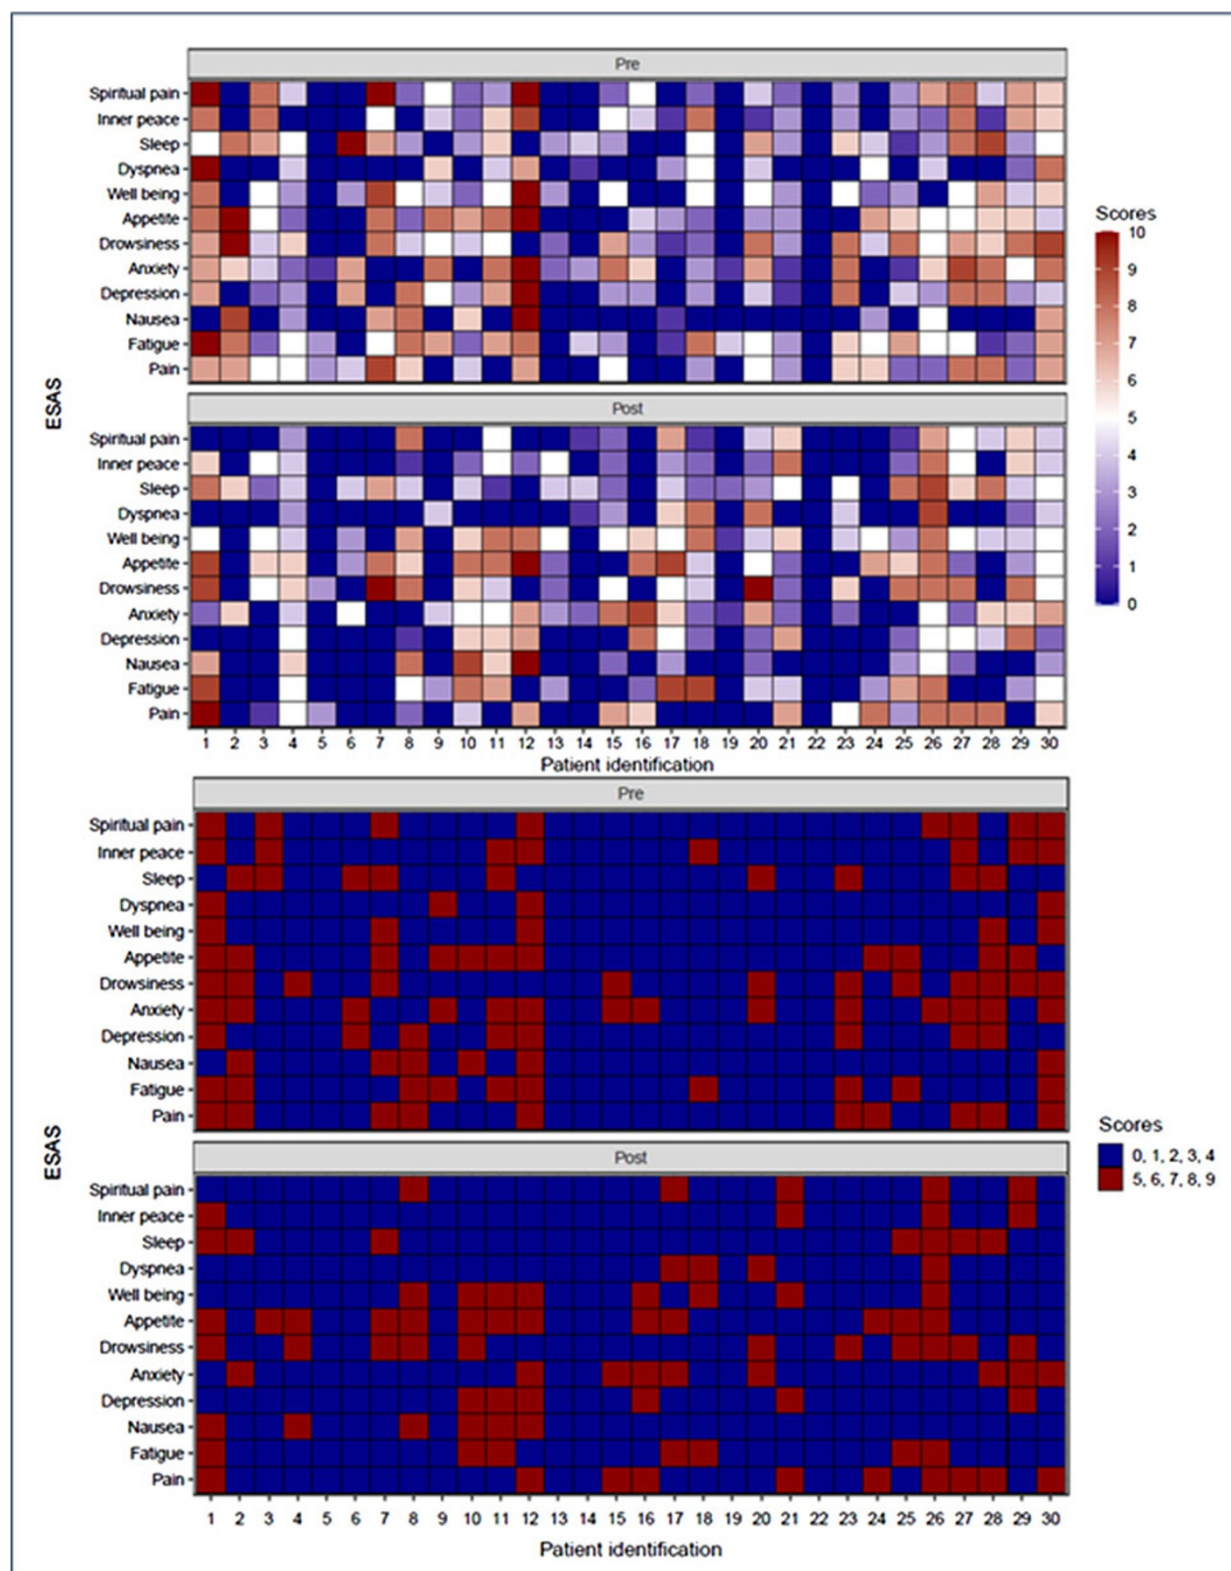 Pre
Spiritual pain
Inner peace
Sleep
Dyspnea
Well being
Appetite
Drowsiness
Anxiety
Depression
Nausea
Fatigue
Pain
Scores
10
9
8
7
6
5
4
3
2
1
0
ESAS
Post
Spiritual pain
Inner peace
Sleep
Dyspnea
Well being
Appetite
Drowsiness
Anxiety
Depression
Nausea
Fatigue
Pain
1 2 3 4 5 6 7 8 9 10 11 12 13 14 15 16 17 18 19 20 21 22 23 24 25 26 27 28 29 30
Patient identification
Pre
Spiritual pain
Inner peace
Sleep
Dyspnea
Well being
Appetite
Drowsiness
Anxiety
Depression
Nausea
Fatigue
Pain
ESAS
Scores
0, 1, 2, 3, 4
5, 6, 7, 8, 9
Post
Spiritual pain
Inner peace
Sleep
Dyspnea
Well being
Appetite
Drowsiness
Anxiety
Depression
Nausea
Fatigue
Pain
1 2 3 4 5 6 7 8 9 10 11 12 13 14 15 16 17 18 19 20 21 22 23 24 25 26 27 28 29 30
Patient identification